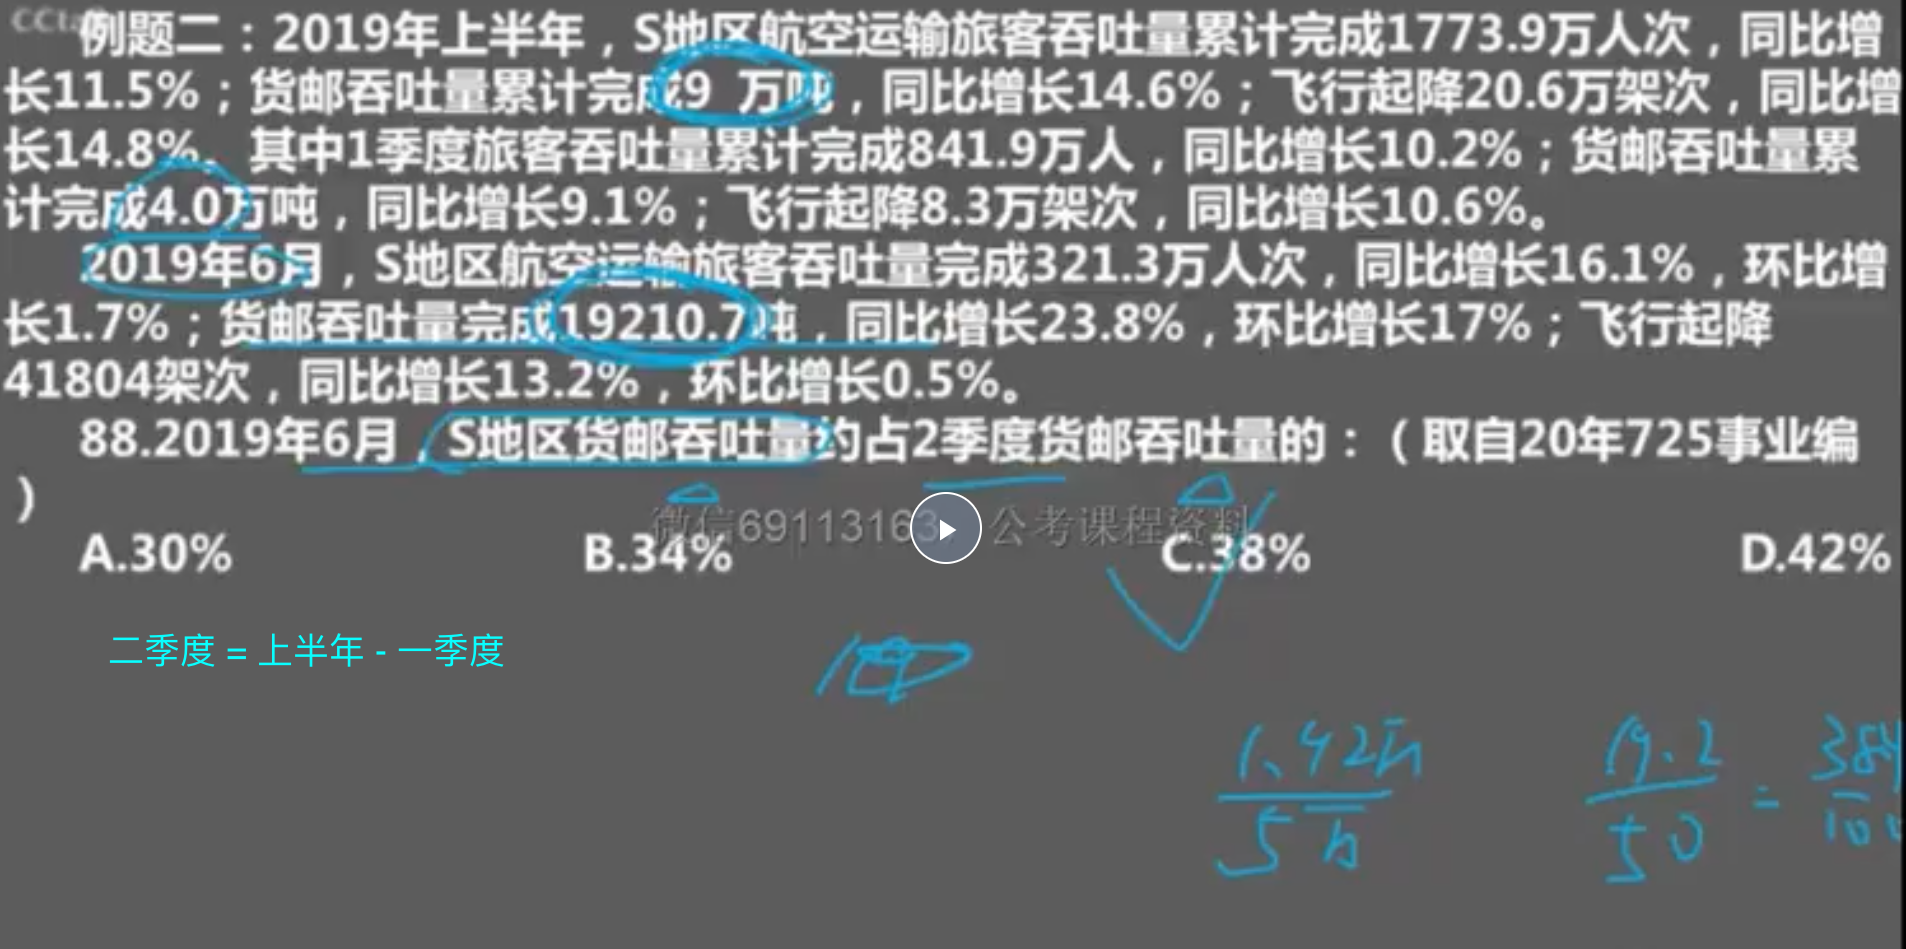 例题二：2019年上半年，S地区航空运输旅客吞吐量累计完成1773.9万人次，同比增
长11.5%；货邮吞吐量累计完成9 万吨，同比增长14.6%；飞行起降20.6万架次，同比增
长14.8%。其中1季度旅客吞吐量累计完成841.9万人，同比增长10.2%；货邮吞吐量累
计完成4.0万吨，同比增长9.1%；飞行起降8.3万架次，同比增长10.6%。
2019年6月，S地区航空运输旅客吞吐量完成321.3万人次，同比增长16.1%，环比增
长1.7%；货邮吞吐量完成19210.7吨，同比增长23.8%，环比增长17%；飞行起降
41804架次，同比增长13.2%，环比增长0.5%。
88.2019年6月，S地区货邮吞吐量约占2季度货邮吞吐量的：（取自20年725事业编
）
微信69113163 公考课程资料
A.30% B.34% C.38% D.42%
二季度 = 上半年 - 一季度
19.2
50
=
384
100